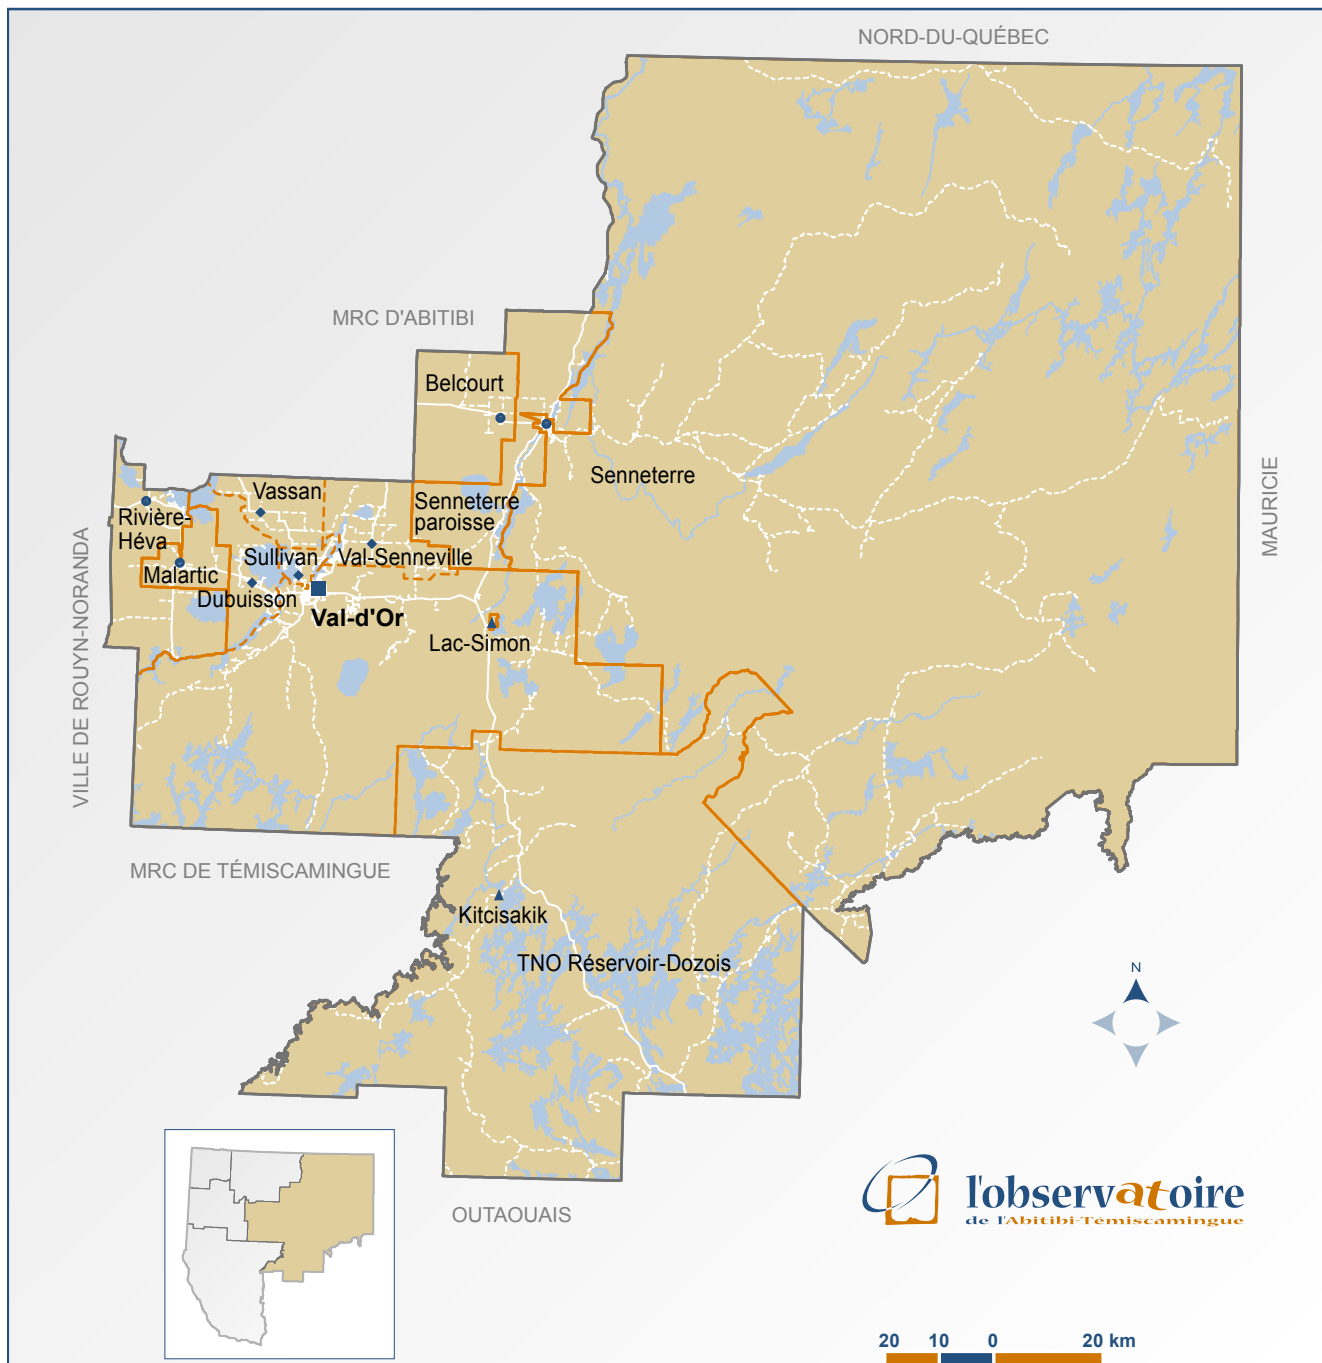 NORD-DU-QUÉBEC
MRC D'ABITIBI
Belcourt
Senneterre
MAURICIE
Vassan
Senneterre
paroisse
Rivière-
Héva
Sullivan
Val-Senneville
Malartic
Dubuisson
Val-d'Or
Lac-Simon
VILLE DE ROUYN-NORANDA
MRC DE TÉMISCAMINGUE
Kitcisakik
TNO Réservoir-Dozois
N
OUTAOUAIS
l'observatoire
de l'Abitibi-Témiscamingue
20 10 0 20 km